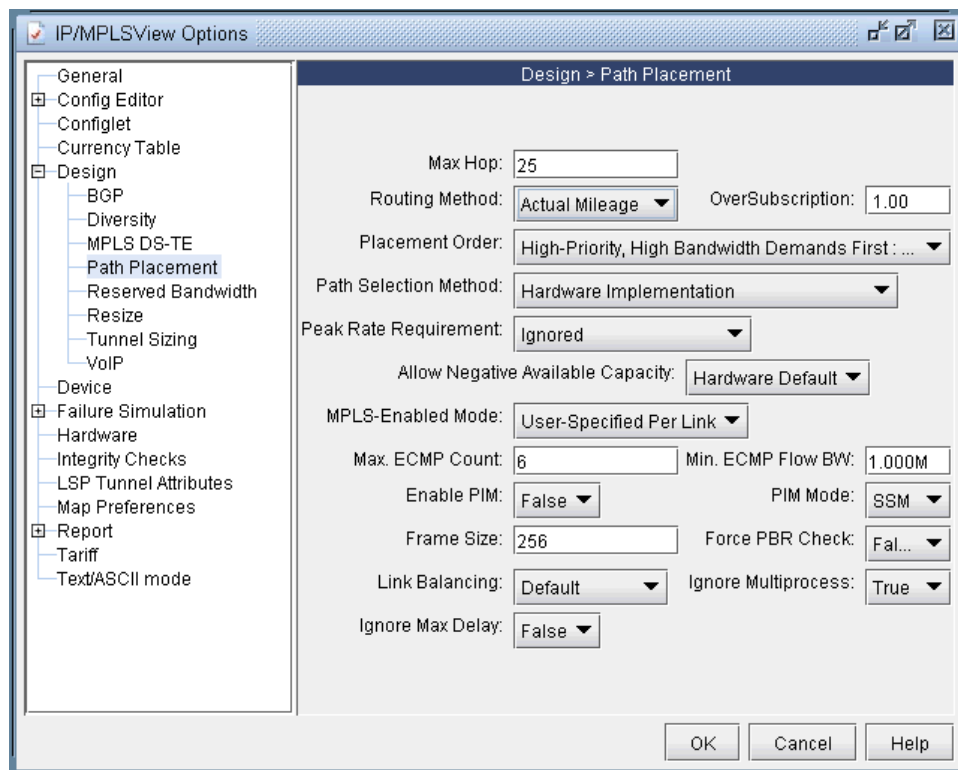 IP/MPLSView Options
General
Config Editor
Configlet
Currency Table
Design
BGP
Diversity
MPLS DS-TE
Path Placement
Reserved Bandwidth
Resize
Tunnel Sizing
VoIP
Device
Failure Simulation
Hardware
Integrity Checks
LSP Tunnel Attributes
Map Preferences
Report
Tariff
Text/ASCII mode
Design > Path Placement
Max Hop: 25
Routing Method: Actual Mileage OverSubscription: 1.00
Placement Order: High-Priority, High Bandwidth Demands First : ...
Path Selection Method: Hardware Implementation
Peak Rate Requirement: Ignored
Allow Negative Available Capacity: Hardware Default
MPLS-Enabled Mode: User-Specified Per Link
Max. ECMP Count: 6 Min. ECMP Flow BW: 1.000M
Enable PIM: False PIM Mode: SSM
Frame Size: 256 Force PBR Check: Fal...
Link Balancing: Default Ignore Multiprocess: True
Ignore Max Delay: False
OK Cancel Help